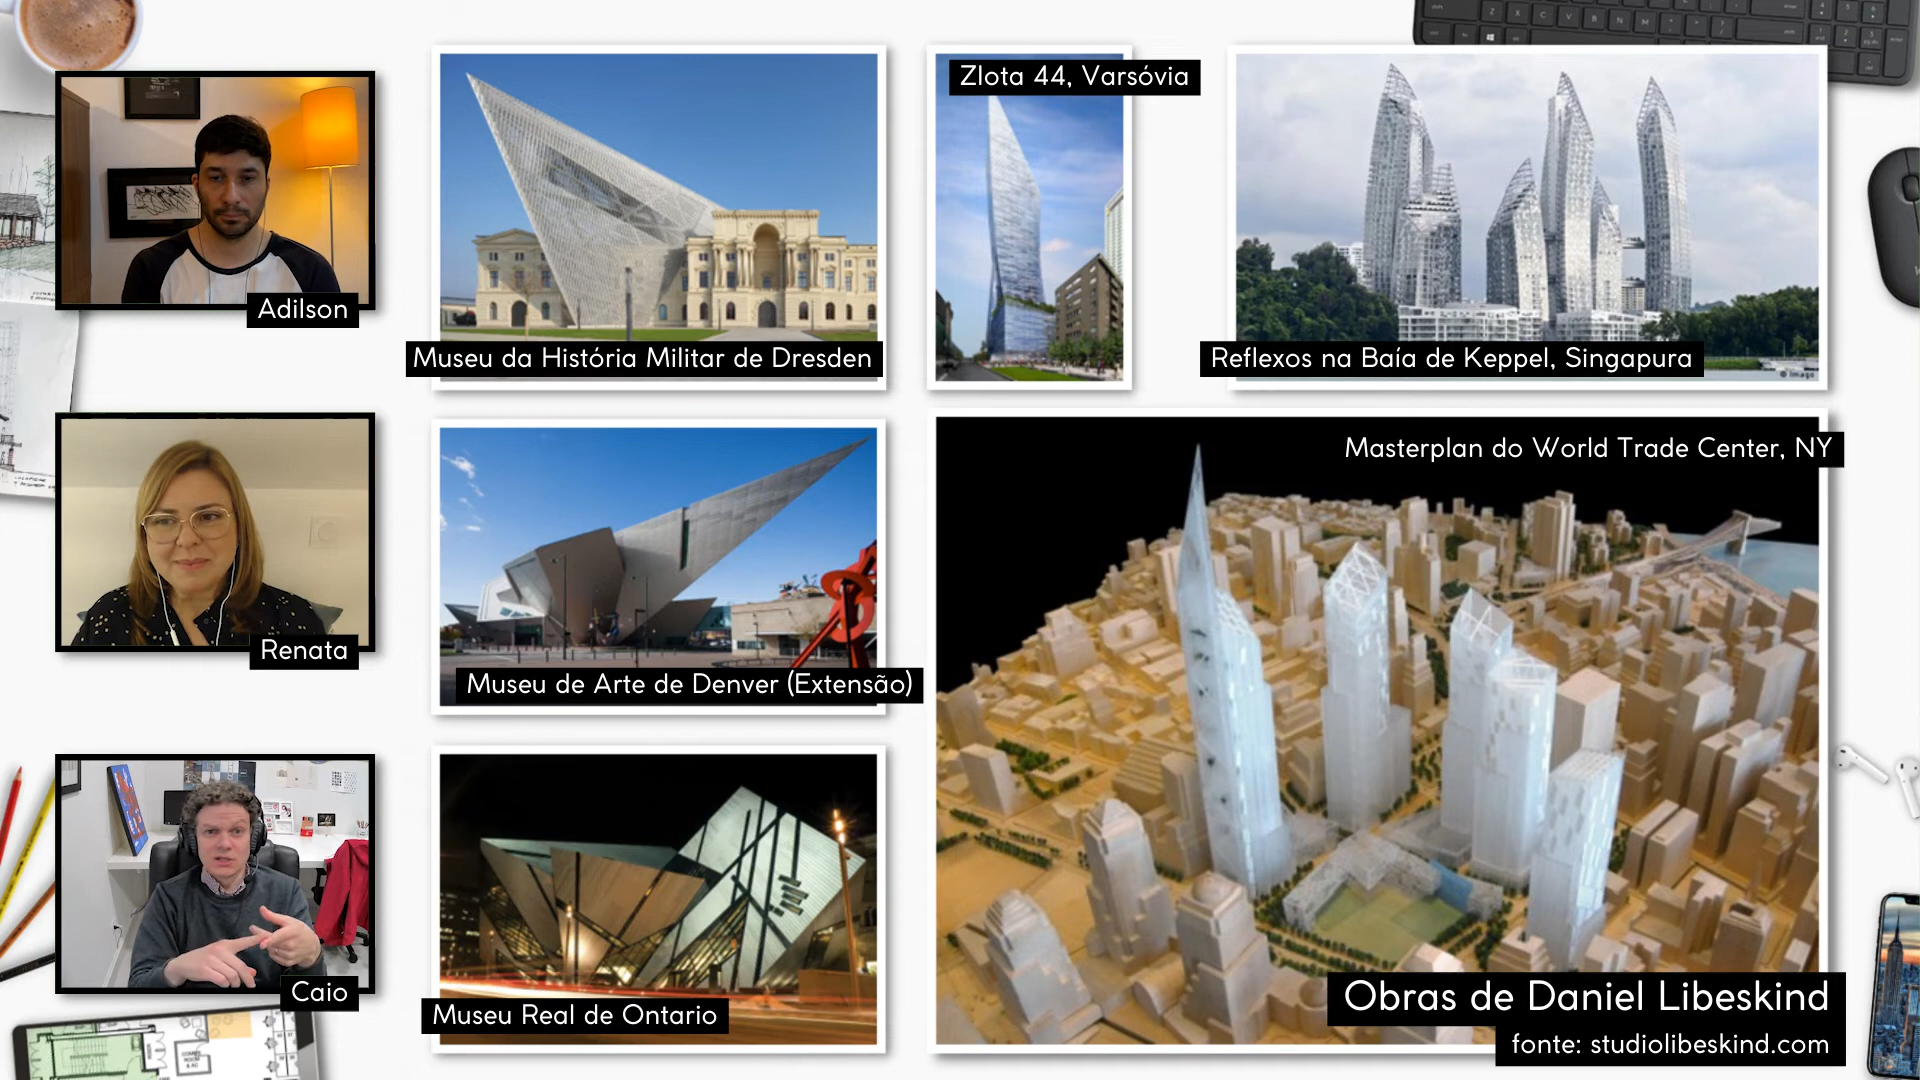 Adilson
Museu da História Militar de Dresden
Zlota 44, Varsóvia
Reflexos na Baía de Keppel, Singapura
© imago
Renata
Museu de Arte de Denver (Extensão)
Masterplan do World Trade Center, NY
Caio
Museu Real de Ontario
Obras de Daniel Libeskind
fonte: studiolibeskind.com